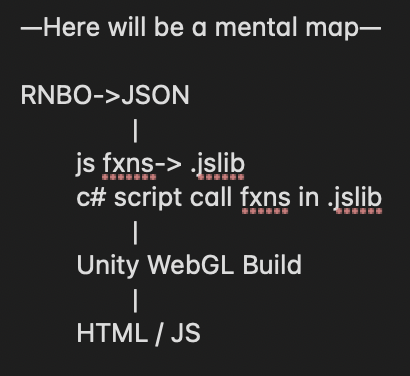 —Here will be a mental map—
RNBO->JSON
|
js fxns-> .jslib
c# script call fxns in .jslib
|
Unity WebGL Build
|
HTML / JS